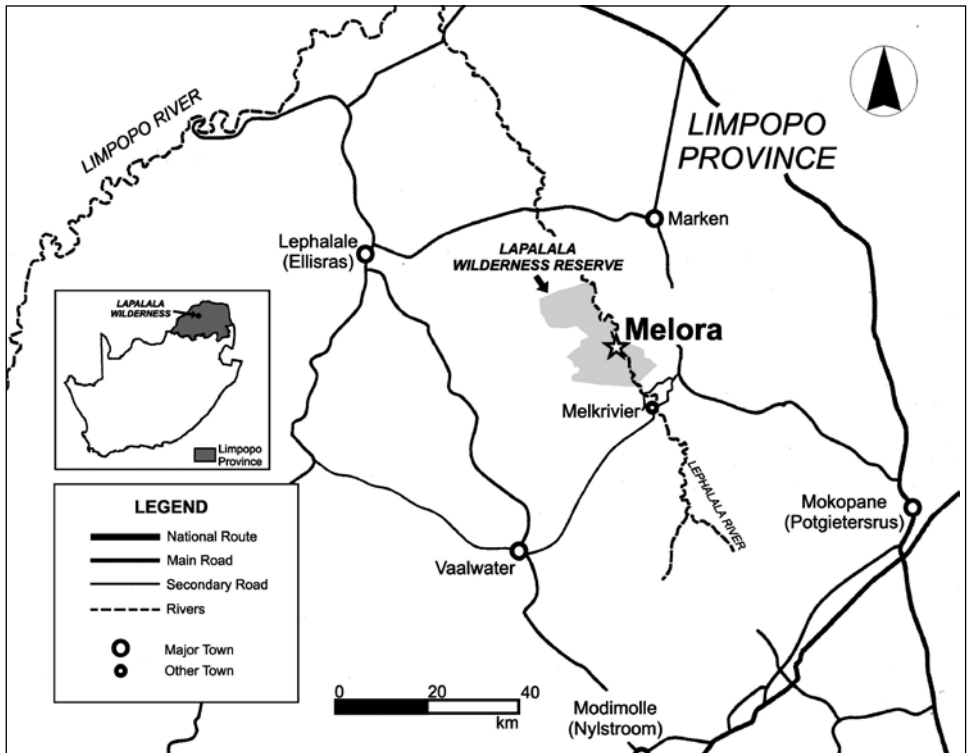 LIMPOPO RIVER
LIMPOPO
PROVINCE
Marken
Lephalale
(Ellisras)
LAPALALA
WILDERNESS RESERVE
Melora
Melkrivier
LEPHALALA RIVER
Mokopane
(Potgietersrus)
Vaalwater
Modimolle
(Nylstroom)
LAPALALA
WILDERNESS
Limpopo
Province
LEGEND
National Route
Main Road
Secondary Road
Rivers
Major Town
Other Town
0 20 40
km